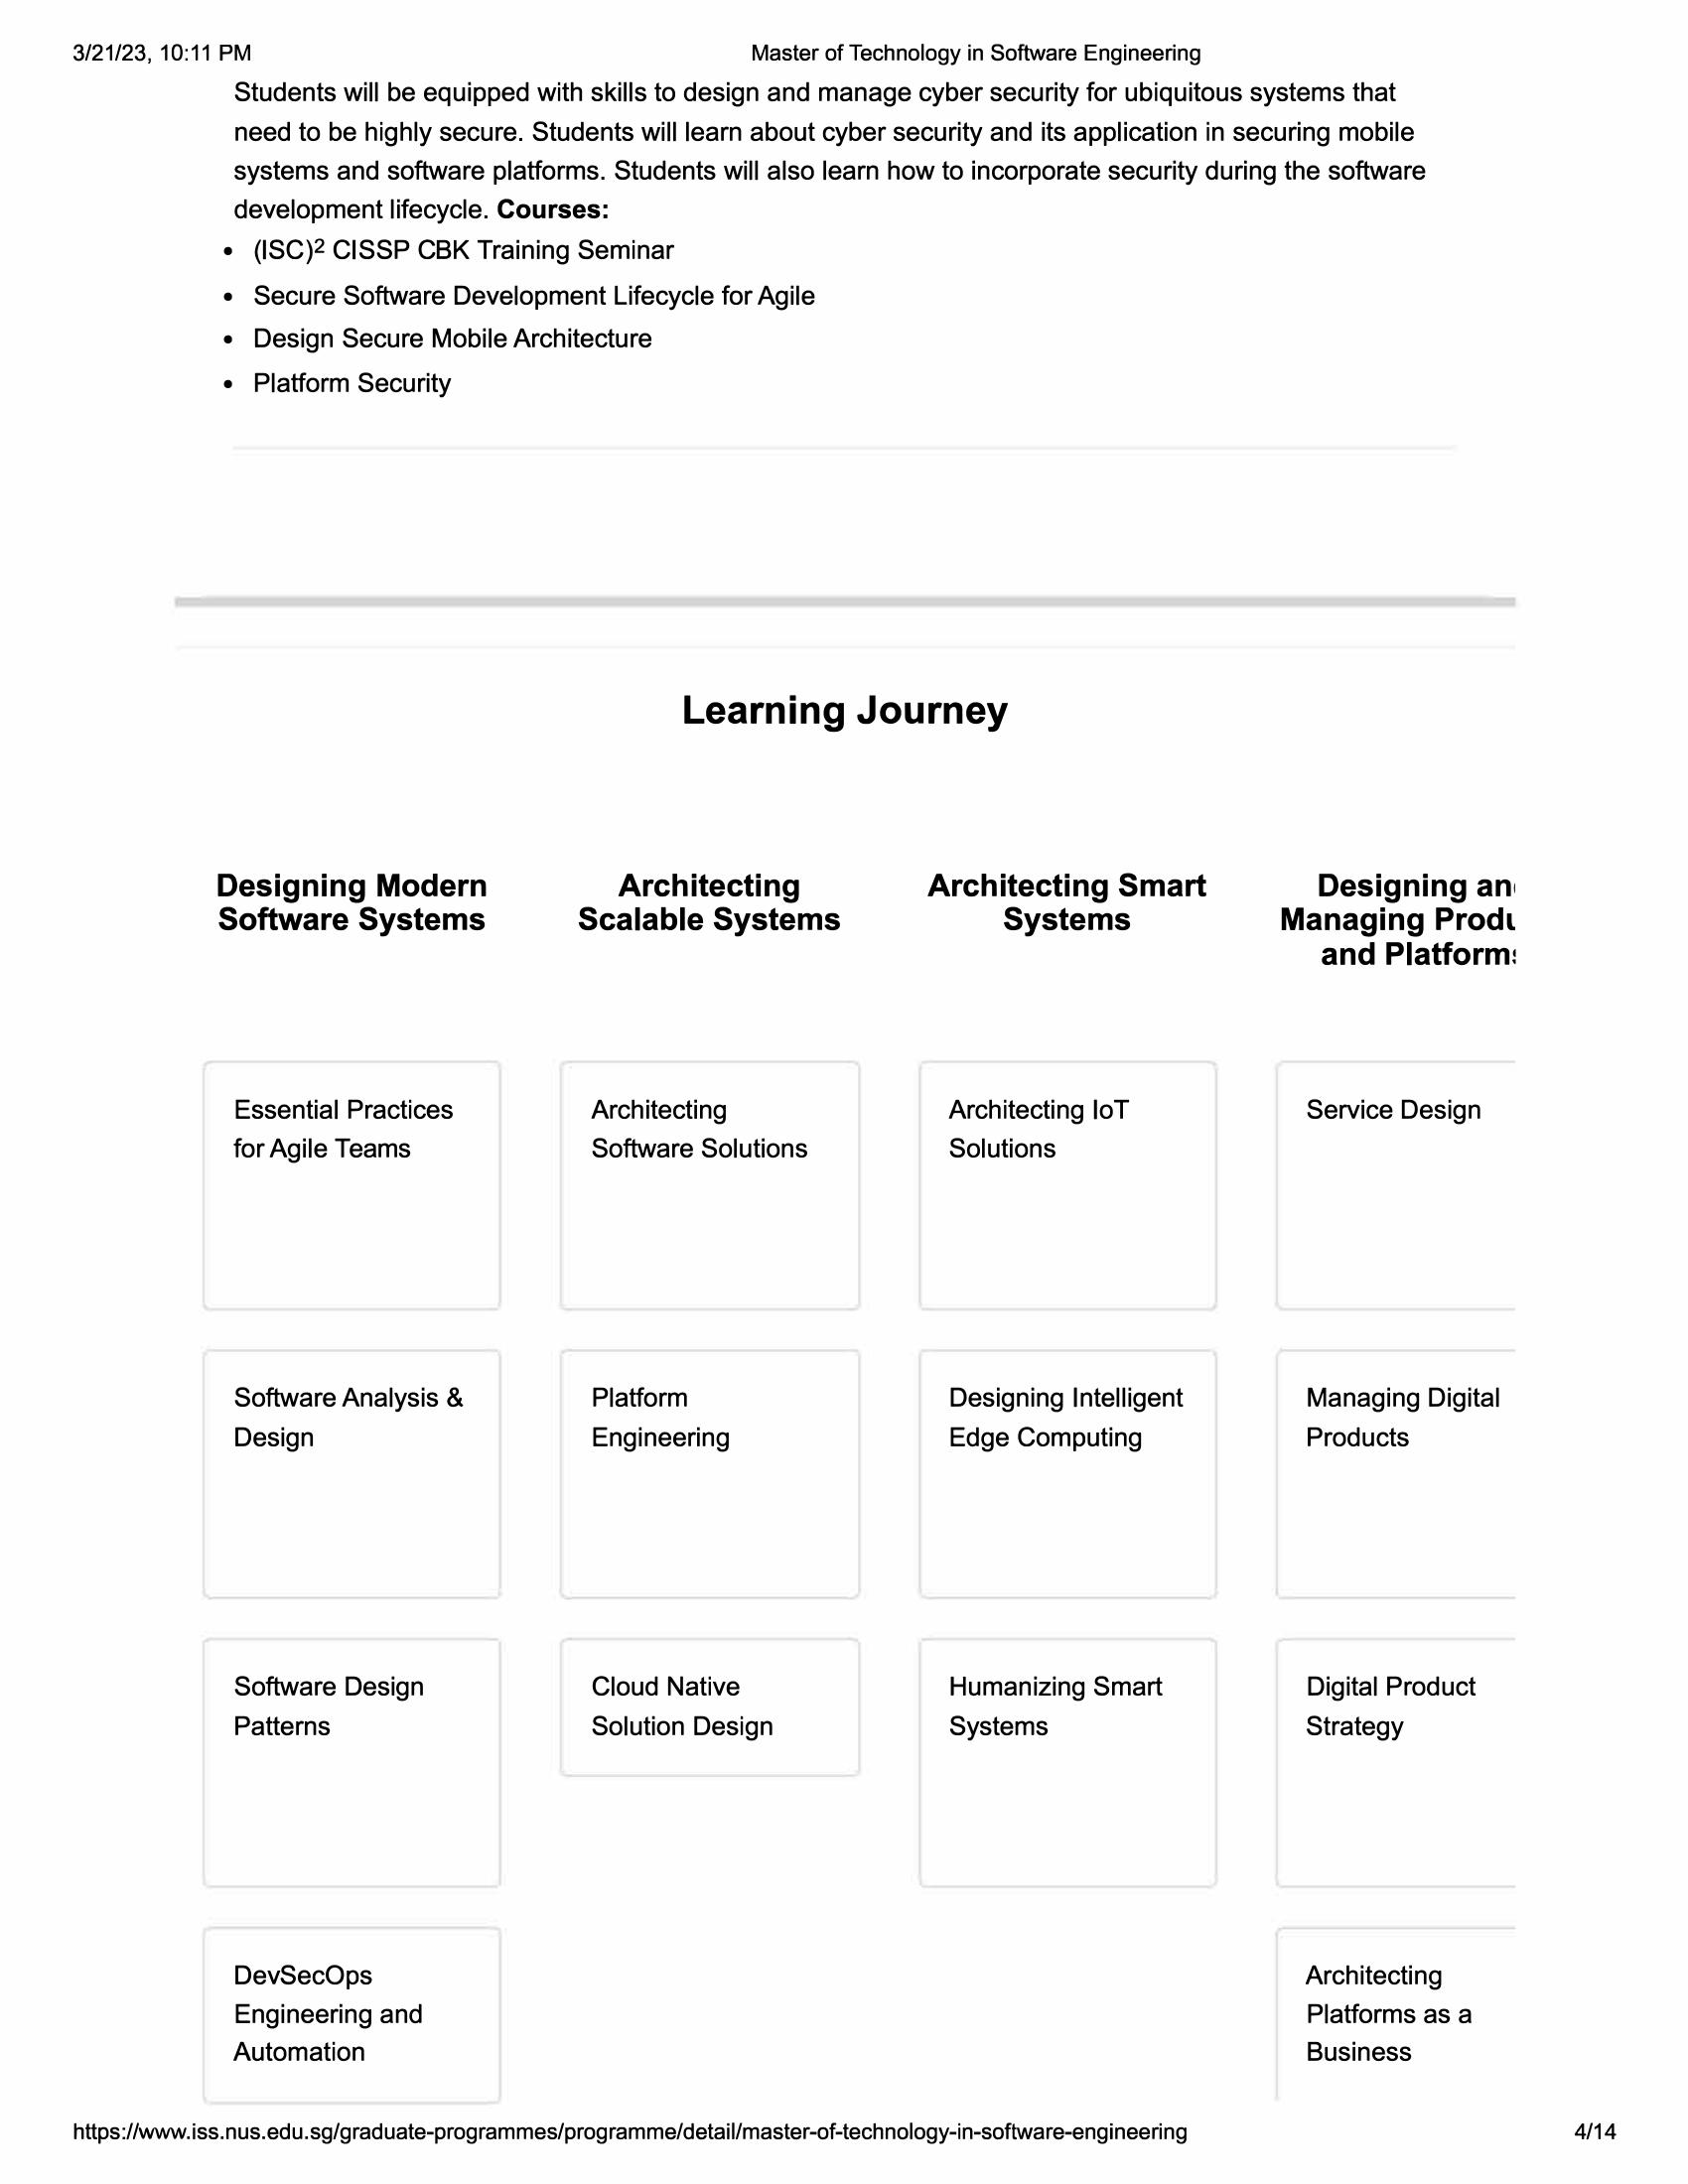 3/21/23, 10:11 PM
Master of Technology in Software Engineering
Students will be equipped with skills to design and manage cyber security for ubiquitous systems that
need to be highly secure. Students will learn about cyber security and its application in securing mobile
systems and software platforms. Students will also learn how to incorporate security during the software
development lifecycle. Courses:
• (ISC)² CISSP CBK Training Seminar
• Secure Software Development Lifecycle for Agile
• Design Secure Mobile Architecture
• Platform Security
Learning Journey
Designing Modern
Software Systems
Essential Practices
for Agile Teams
Software Analysis &
Design
Software Design
Patterns
DevSecOps
Engineering and
Automation
Architecting
Scalable Systems
Architecting
Software Solutions
Platform
Engineering
Cloud Native
Solution Design
Architecting Smart
Systems
Architecting IoT
Solutions
Designing Intelligent
Edge Computing
Humanizing Smart
Systems
Designing
Managing
and
Service Design
Managing Digital
Products
Digital Product
Strategy
Architecting
Platforms as a
Business
https://www.iss.nus.edu.sg/graduate-programmes/programme/detail/master-of-technology-in-software-engineering
4/14